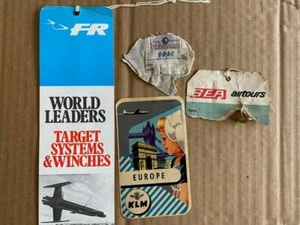 FR
WORLD
LEADERS
TARGET
SYSTEMS
& WINCHES
BOAC
BEA airtours
EUROPE
KLM